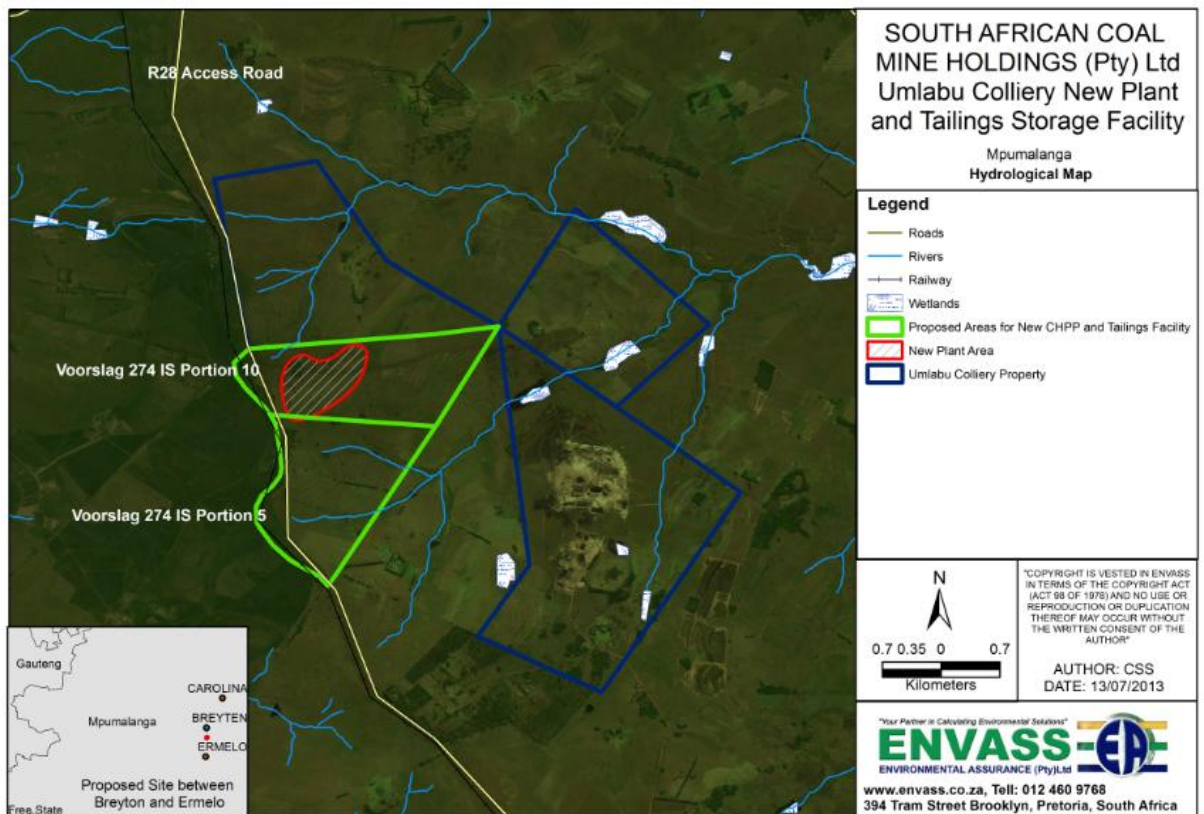 SOUTH AFRICAN COAL
MINE HOLDINGS (Pty) Ltd
Umlabu Colliery New Plant
and Tailings Storage Facility
Mpumalanga
Hydrological Map
Legend
Roads
Rivers
Railway
Wetlands
Proposed Areas for New CHPP and Tailings Facility
New Plant Area
Umlabu Colliery Property
R28 Access Road
Voorslag 274 IS Portion 10
Voorslag 274 IS Portion 5
Gauteng
CAROLINA
Mpumalanga
BREYTEN
ERMELO
Proposed Site between
Breyton and Ermelo
Free State
N
0.7 0.35 0 0.7
Kilometers
"COPYRIGHT IS VESTED IN ENVASS
IN TERMS OF THE COPYRIGHT ACT
(ACT 98 OF 1978) AND NO USE OR
REPRODUCTION OR DUPLICATION
THEREOF MAY OCCUR WITHOUT
THE WRITTEN CONSENT OF THE
AUTHOR"
AUTHOR: CSS
DATE: 13/07/2013
"Your Partner in Calculating Environmental Solutions"
ENVASS
EA
ENVIRONMENTAL ASSURANCE (Pty)Ltd
www.envass.co.za, Tell: 012 460 9768
394 Tram Street Brooklyn, Pretoria, South Africa